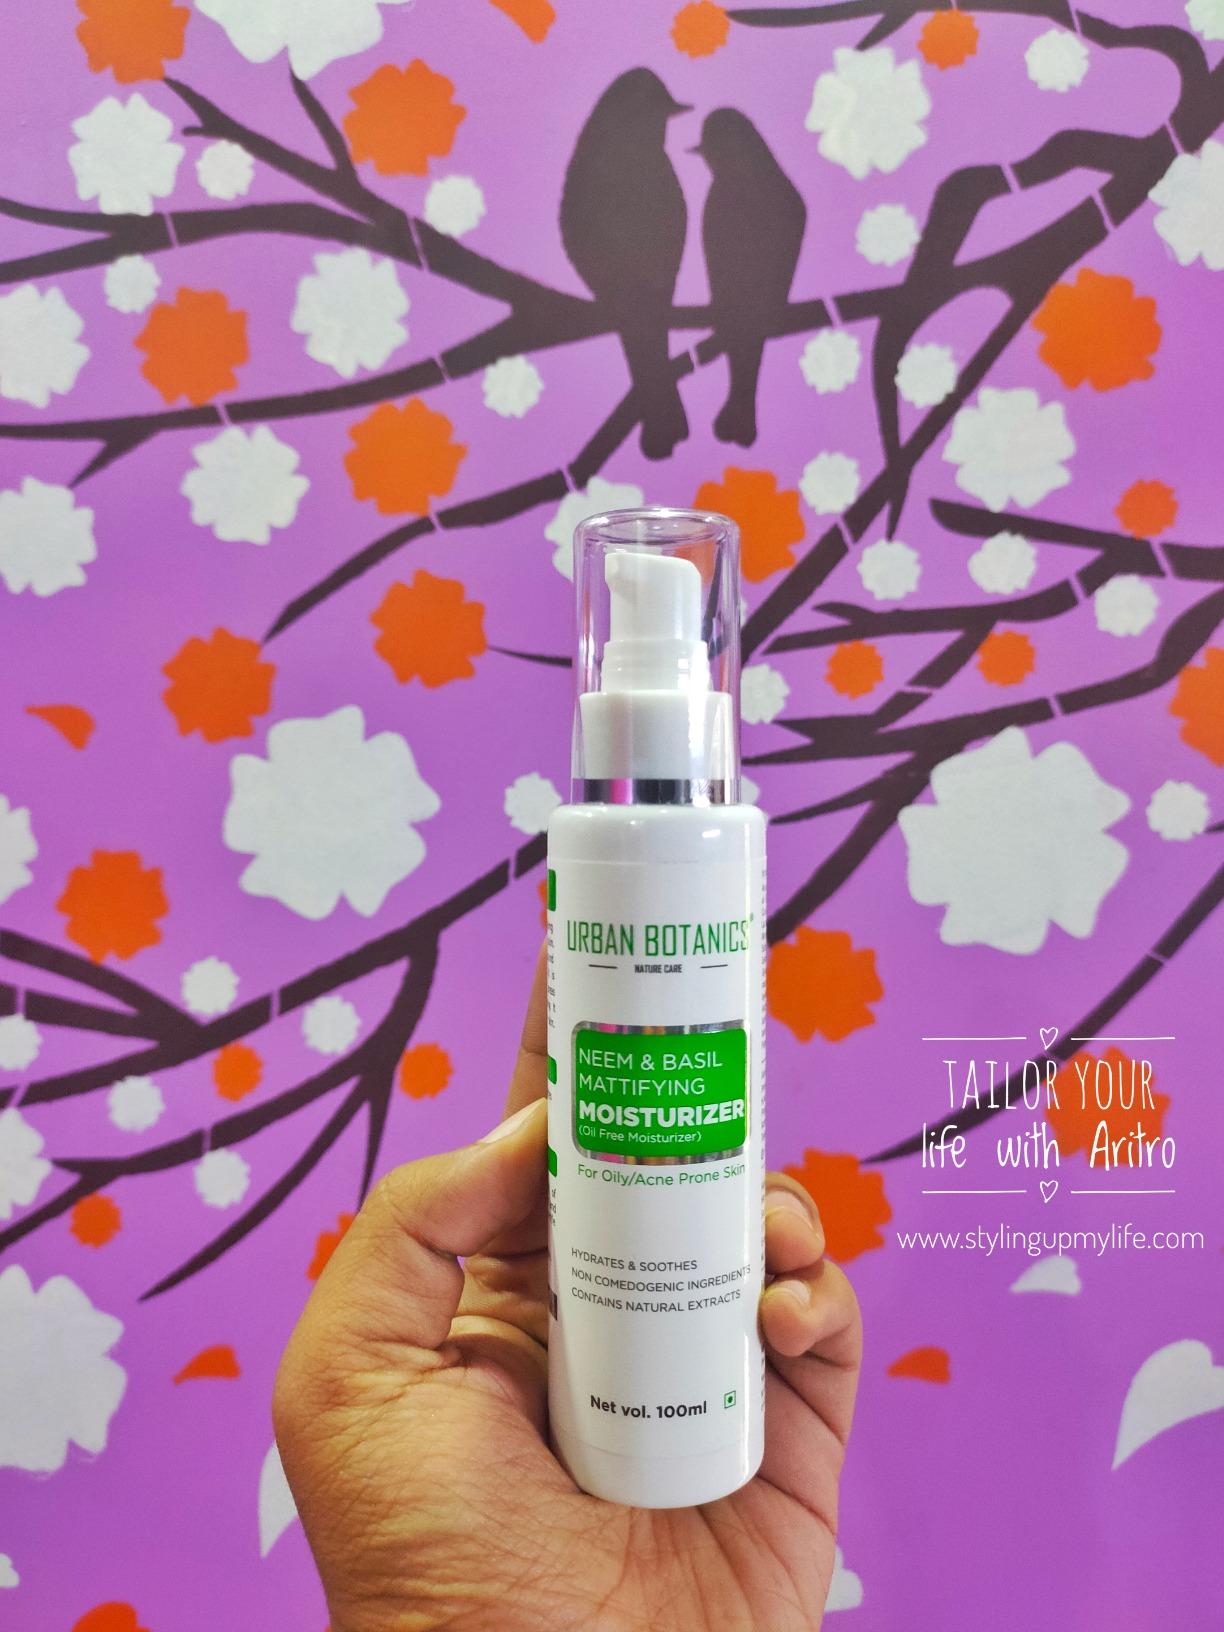 URBAN BOTANICS
NATURE CARE
NEEM & BASIL
MATTIFYING
MOISTURIZER
(Oil Free Moisturizer)
For Oily/Acne Prone Skin
HYDRATES & SOOTHES
NON COMEDOGENIC INGREDIENTS
CONTAINS NATURAL EXTRACTS
Net vol. 100ml
TAILOR YOUR
life with Aritro
www.stylingupmylife.com